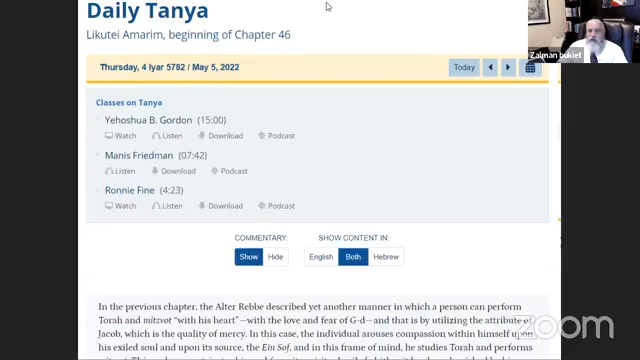 Daily Tanya
Likutei Amarim, beginning of Chapter 46
Thursday, 4 Iyar 5782 / May 5, 2022
Today
Classes on Tanya
Yehoshua B. Gordon (15:00)
Watch Listen Download Podcast
Manis Friedman (07:42)
Listen Download Podcast
Ronnie Fine (4:23)
Watch Listen Download Podcast
COMMENTARY: SHOW CONTENT IN:
Show Hide English Both Hebrew
In the previous chapter, the Alter Rebbe described yet another manner in which a person can perform
Torah and mitzvot “with his heart”—with the love and fear of G-d—and that is by utilizing the attribute of
Jacob, which is the quality of mercy. In this case, the individual arouses compassion within himself upon
his exiled soul and upon its source, the Ein Sof, and in this frame of mind, he studies Torah and performs
Zalman bukiet
zoom